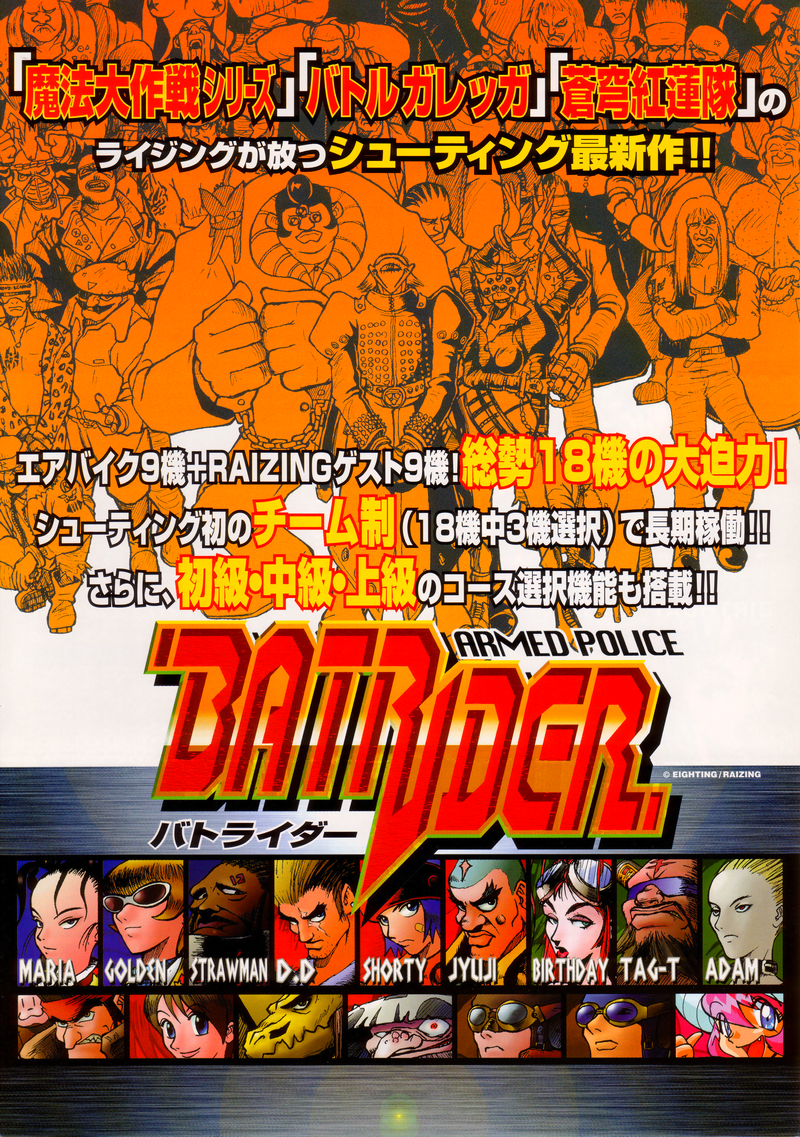 「魔法大作戦シリーズ」「バトルガレッガ」「蒼穹紅蓮隊」の
ライジングが放つシューティング最新作!!
エアバイク9機+RAIZINGゲスト9機!総勢18機の大迫力!
シューティング初のチーム制(18機中3機選択)で長期稼働!!
さらに、初級・中級・上級のコース選択機能も搭載!!
ARMED POLICE
BATRIDER
© EIGHTING/RAIZING
バトライダー
MARIA GOLDEN STRAWMAN D.D SHORTY JYUJI BIRTHDAY TAG-T ADAM